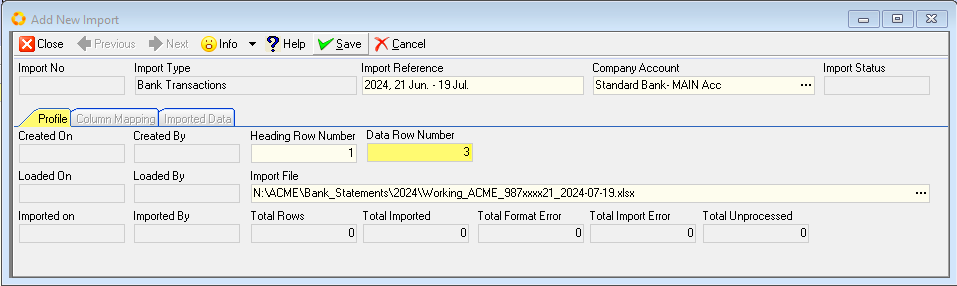 Add New Import
Close Previous Next Info ? Help Save Cancel
Import No Import Type Import Reference Company Account Import Status
Bank Transactions 2024, 21 Jun. - 19 Jul. Standard Bank- MAIN Acc ...
Profile Column Mapping Imported Data
Created On Created By Heading Row Number Data Row Number
1 3
Loaded On Loaded By Import File
N:\ACME\Bank_Statements\2024\Working_ACME_987xxxx21_2024-07-19.xlsx ...
Imported on Imported By Total Rows Total Imported Total Format Error Total Import Error Total Unprocessed
0 0 0 0 0